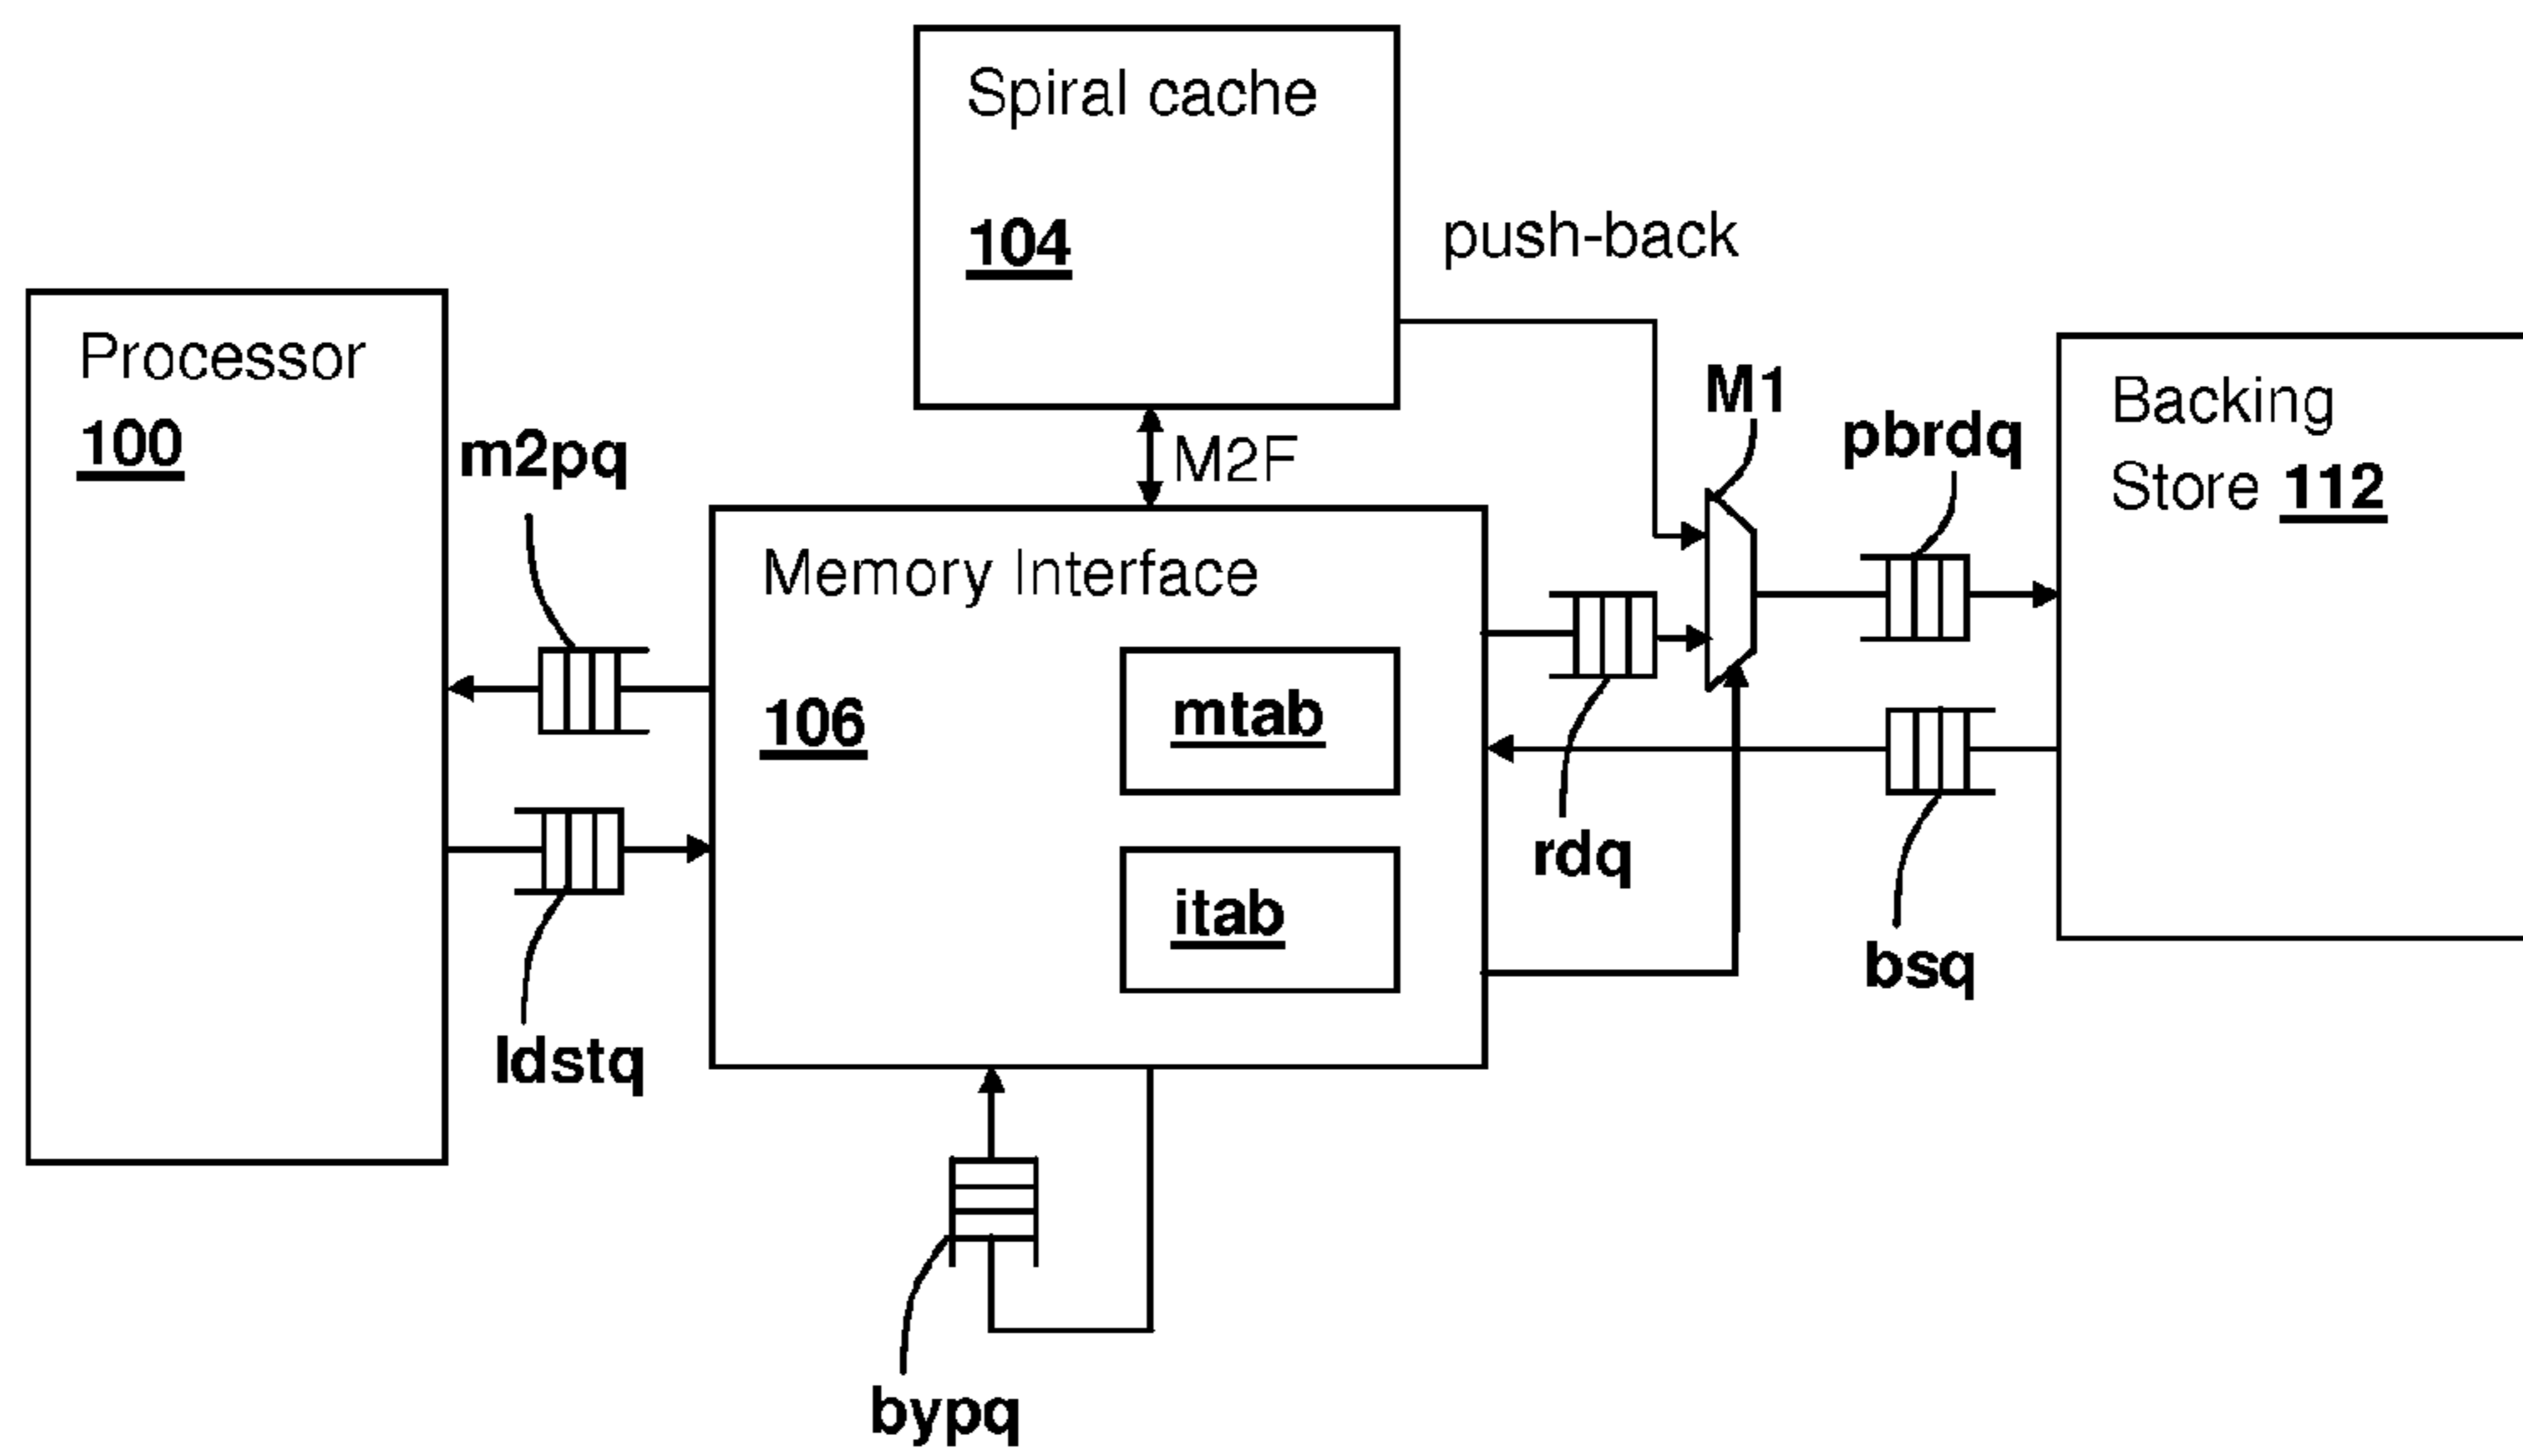 Spiral cache
104
push-back
Processor
100
m2pq
M2F
M1
pbrdq
Backing
Store 112
Memory Interface
106
mtab
itab
rdq
bsq
ldstq
bypq